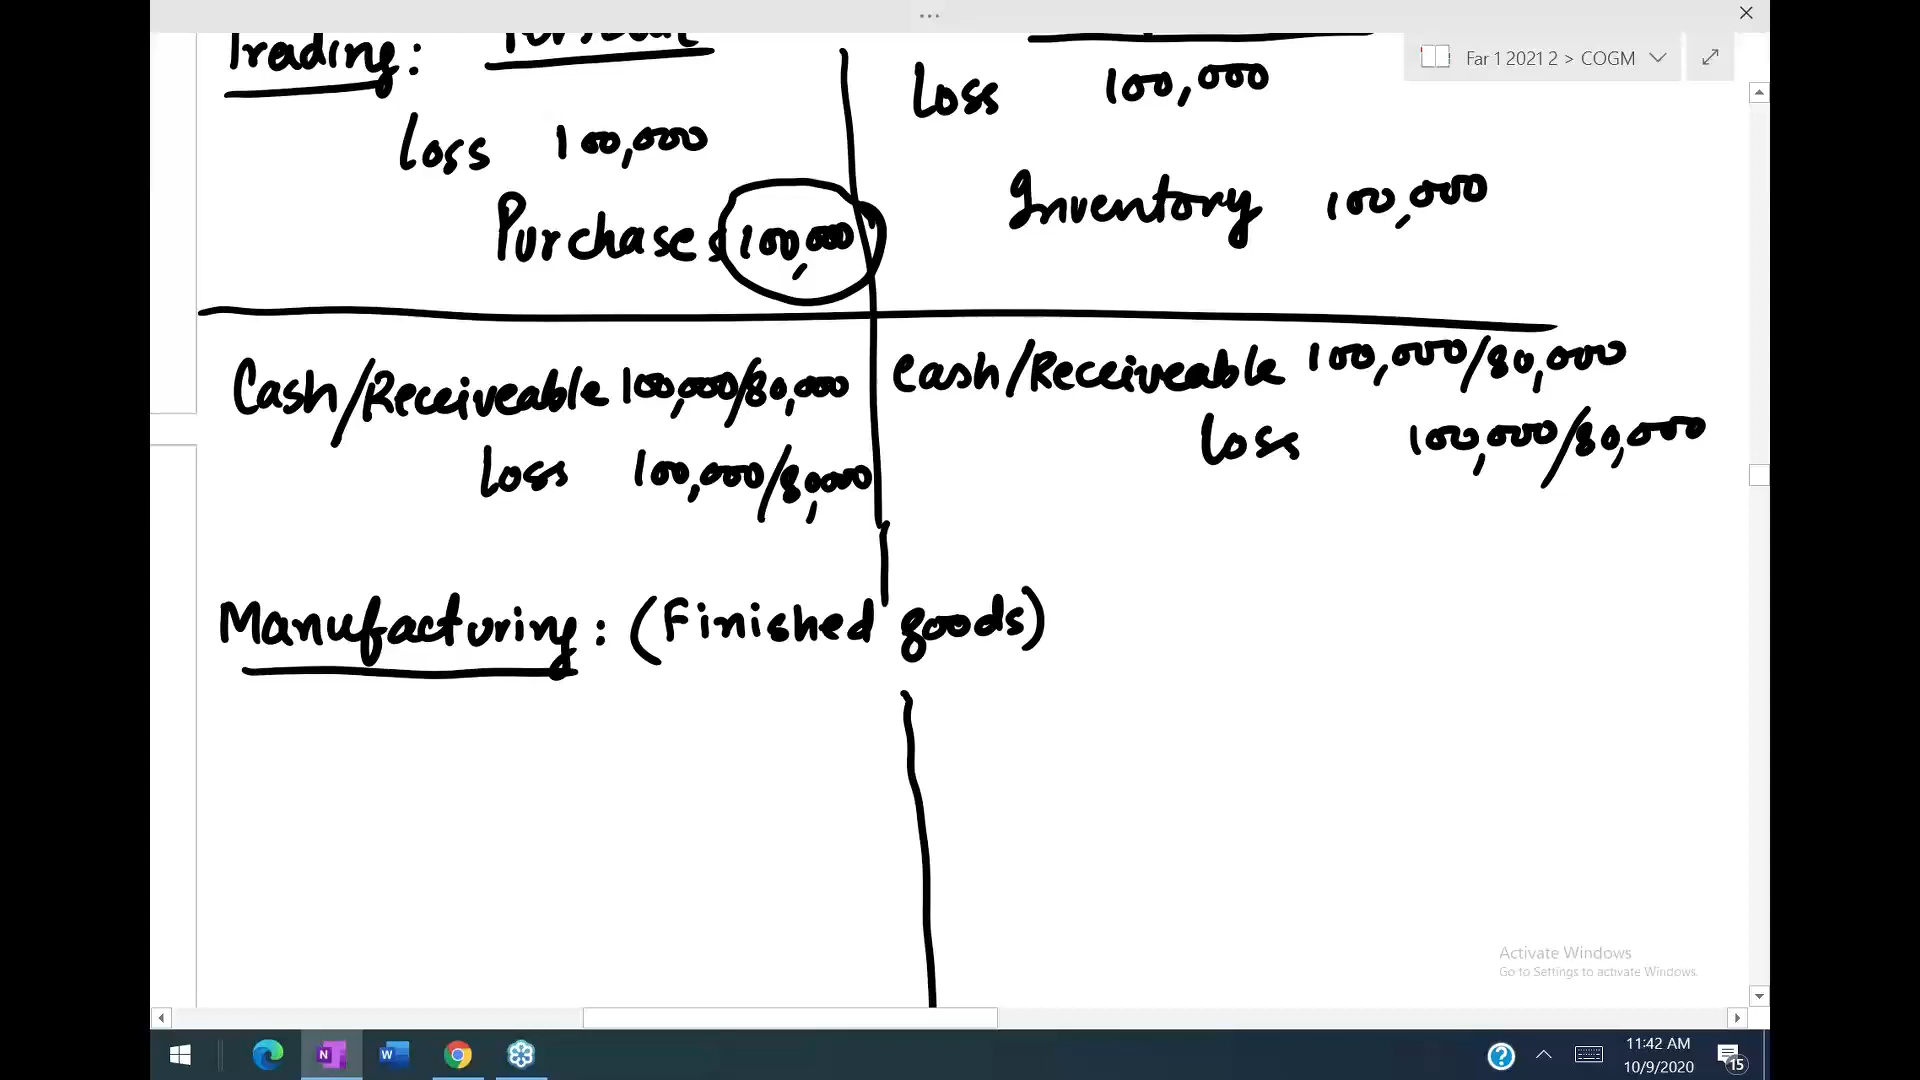 Far 1 2021 2 > COGM
Trading:
Loss 100,000
Purchases 100,000
Loss 100,000
Inventory 100,000
Cash/Receiveable 100,000/80,000
Loss 100,000/80,000
Cash/Receiveable 100,000/80,000
Loss 100,000/80,000
Manufacturing: (Finished goods)
Activate Windows
Go to Settings to activate Windows.
11:42 AM
10/9/2020
15